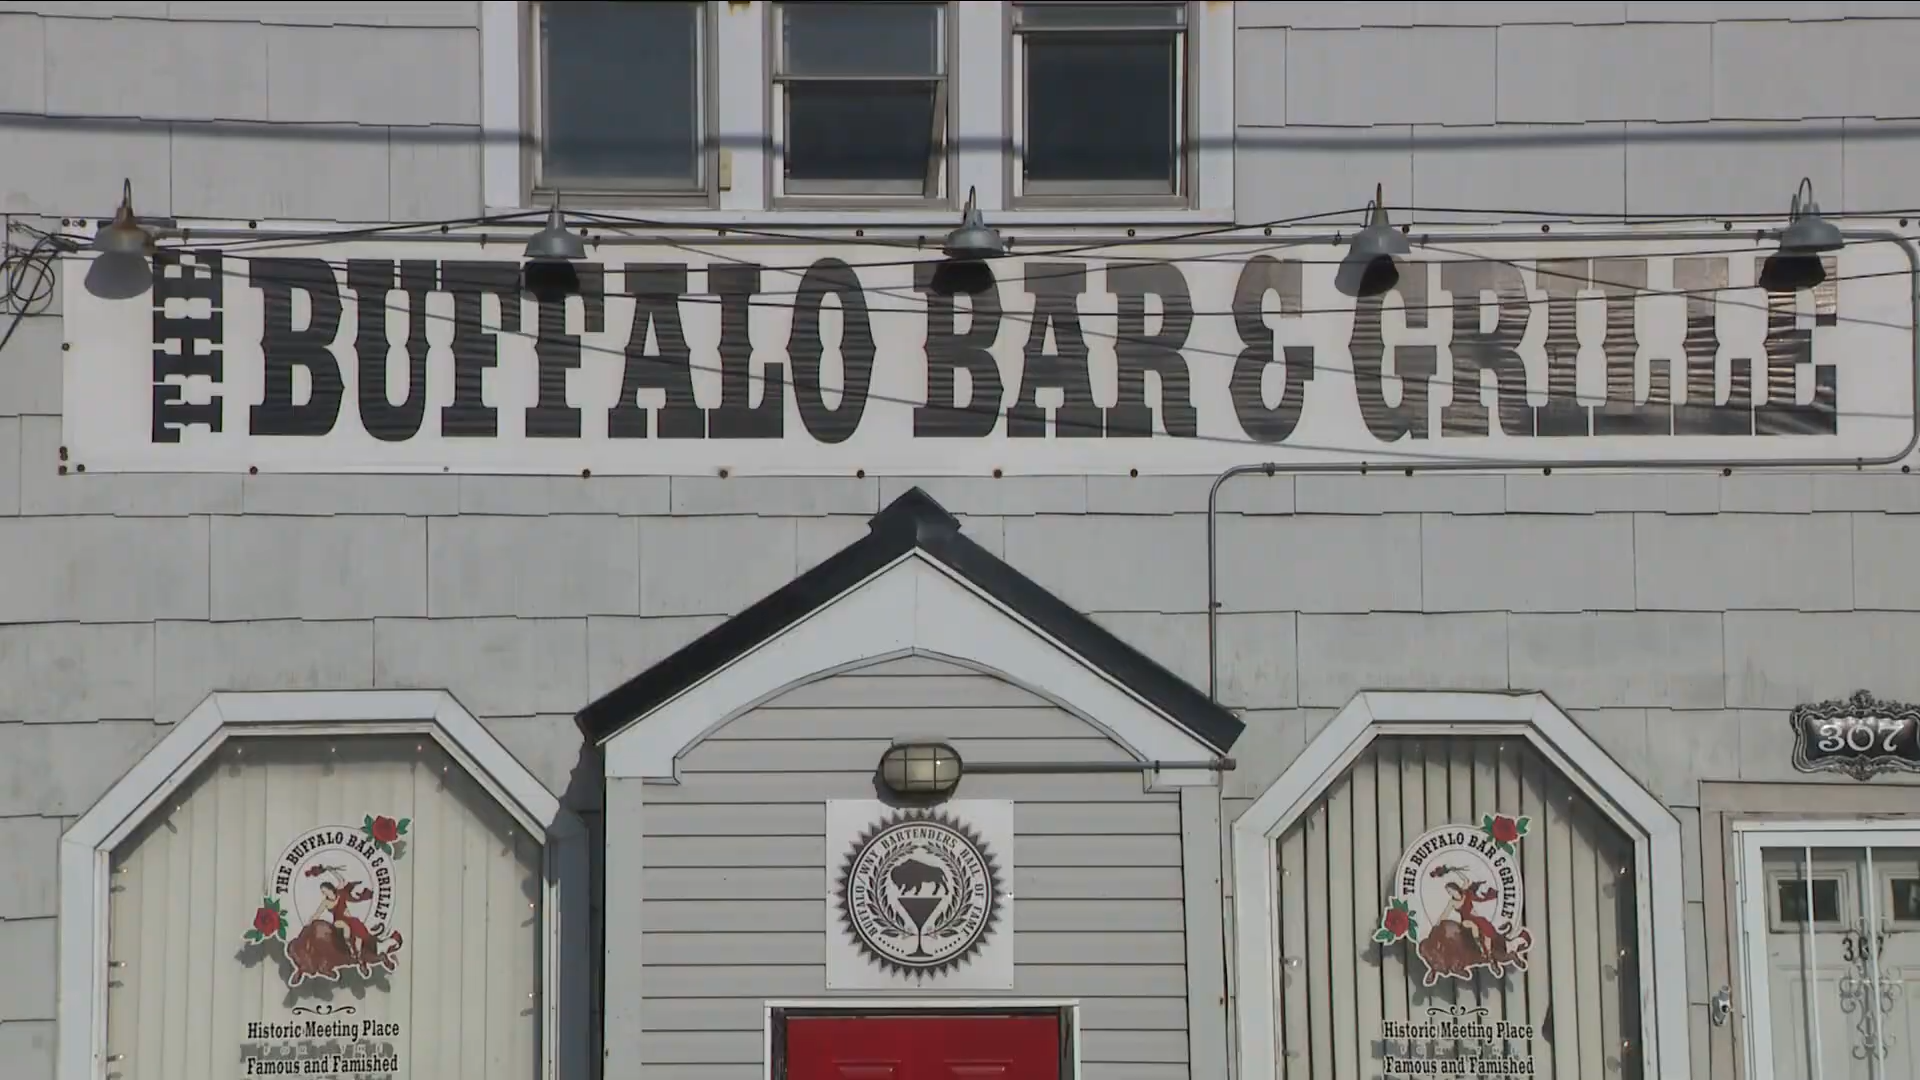 THE BUFFALO BAR & GRILLE
307
THE BUFFALO BAR & GRILLE
Historic Meeting Place
Famous and Famished
BUFFALO/WNY BARTENDERS HALL OF FAME
THE BUFFALO BAR & GRILLE
Historic Meeting Place
Famous and Famished